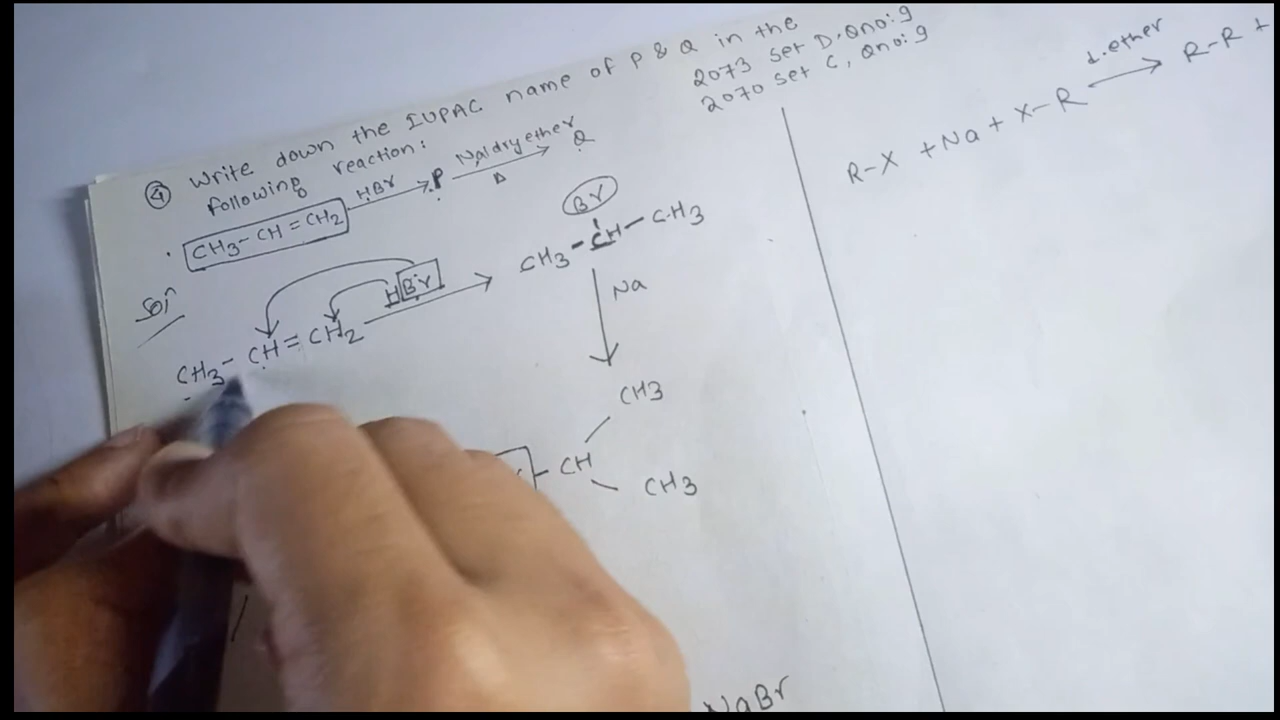 ④ Write down the IUPAC name of P & Q in the
following reaction:
2073 set D, Qno:9
2070 set C, Qno:9
CH3-CH=CH2 HBr P Na/dryether Δ Q
Sol^n
CH3-CH=CH2 HBr
Br
CH3-CH-CH3
Na
CH3
CH
CH3
NaBr
R-X +Na+ X-R d.ether R-R +